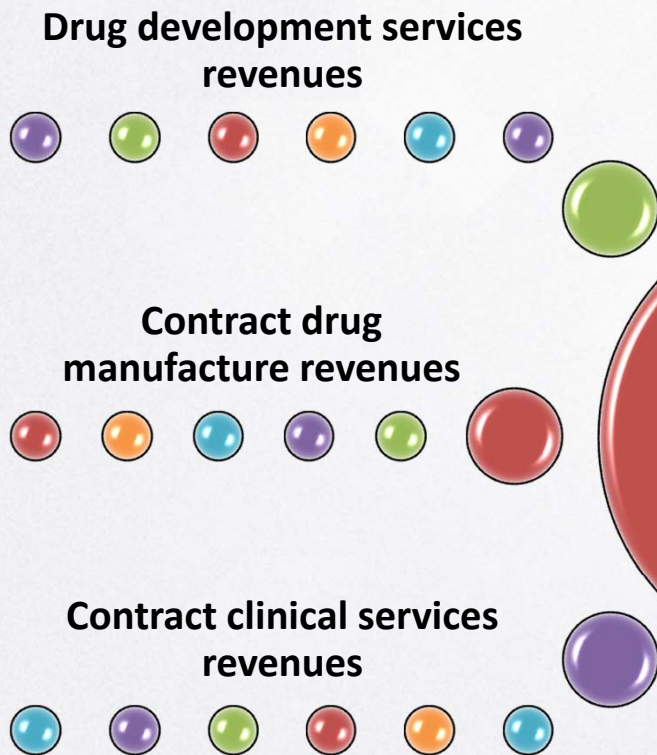 Drug development services
revenues
Contract drug
manufacture revenues
Contract clinical services
revenues